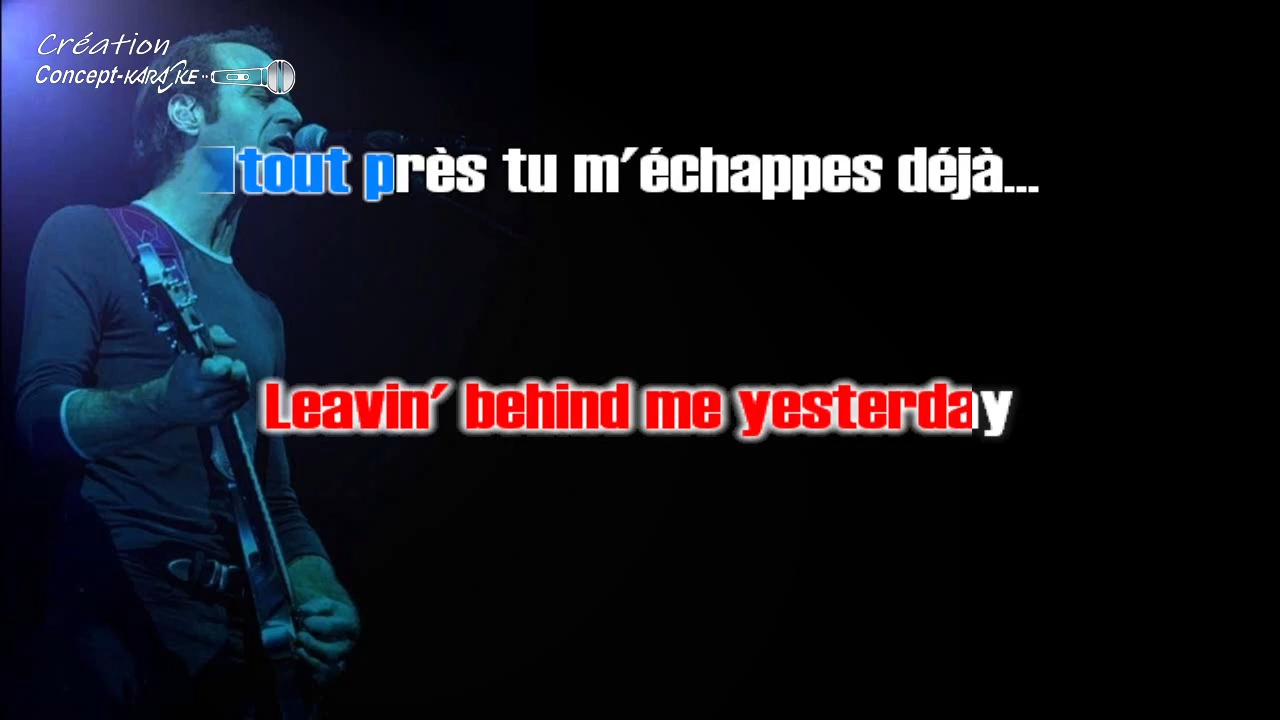 Création
Concept-KARAOKE
tout près tu m'échappes déjà...
Leavin' behind me yesterday